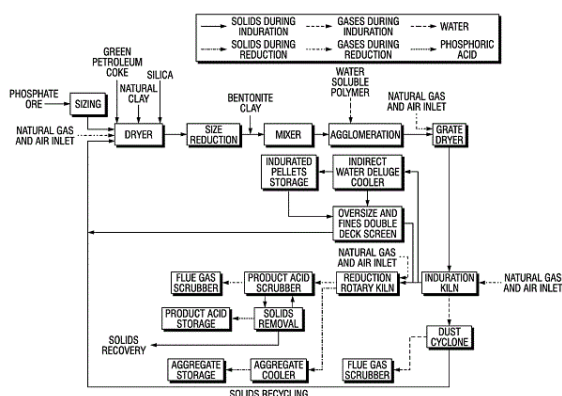 SOLIDS DURING
INDURATION
GASES DURING
INDURATION
WATER
SOLIDS DURING
REDUCTION
GASES DURING
REDUCTION
PHOSPHORIC
ACID
GREEN
PETROLEUM
COKE
SILICA
NATURAL
CLAY
PHOSPHATE
ORE
SIZING
NATURAL GAS
AND AIR INLET
DRYER
SIZE
REDUCTION
BENTONITE
CLAY
MIXER
WATER
SOLUBLE
POLYMER
AGGLOMERATION
NATURAL GAS
AND AIR INLET
GRATE
DRYER
INDURATED
PELLETS
STORAGE
INDIRECT
WATER DELUGE
COOLER
OVERSIZE AND
FINES DOUBLE
DECK SCREEN
NATURAL GAS
AND AIR INLET
FLUE GAS
SCRUBBER
PRODUCT ACID
SCRUBBER
REDUCTION
ROTARY KILN
INDURATION
KILN
NATURAL GAS
AND AIR INLET
PRODUCT ACID
STORAGE
SOLIDS
REMOVAL
SOLIDS
RECOVERY
DUST
CYCLONE
AGGREGATE
STORAGE
AGGREGATE
COOLER
FLUE GAS
SCRUBBER
SOLIDS RECYCLING